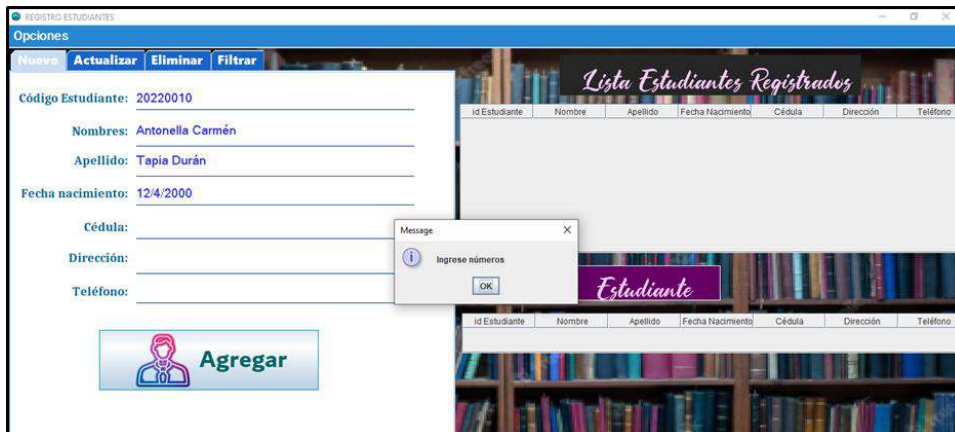 REGISTRO ESTUDIANTES
Opciones
Nuevo Actualizar Eliminar Filtrar
Código Estudiante: 20220010
Nombres: Antonella Carmén
Apellido: Tapia Durán
Fecha nacimiento: 12/4/2000
Cédula:
Dirección:
Teléfono:
Agregar
Lista Estudiantes Registrados
id Estudiante Nombre Apellido Fecha Nacimiento Cédula Dirección Teléfono
Message
Ingrese números
OK
Estudiante
id Estudiante Nombre Apellido Fecha Nacimiento Cédula Dirección Teléfono